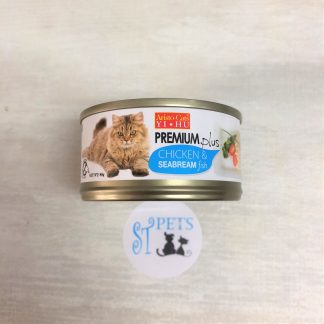 Aristo Cats
YI HU
PREMIUM plus
CHICKEN &
SEABREAM fish
ST PETS